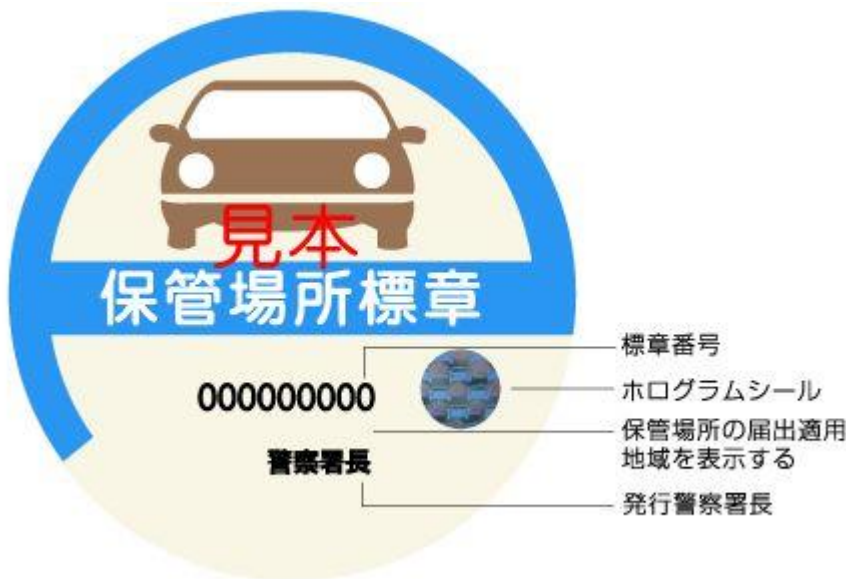 見本
保管場所標章
000000000
警察署長
標章番号
ホログラムシール
保管場所の届出適用
地域を表示する
発行警察署長